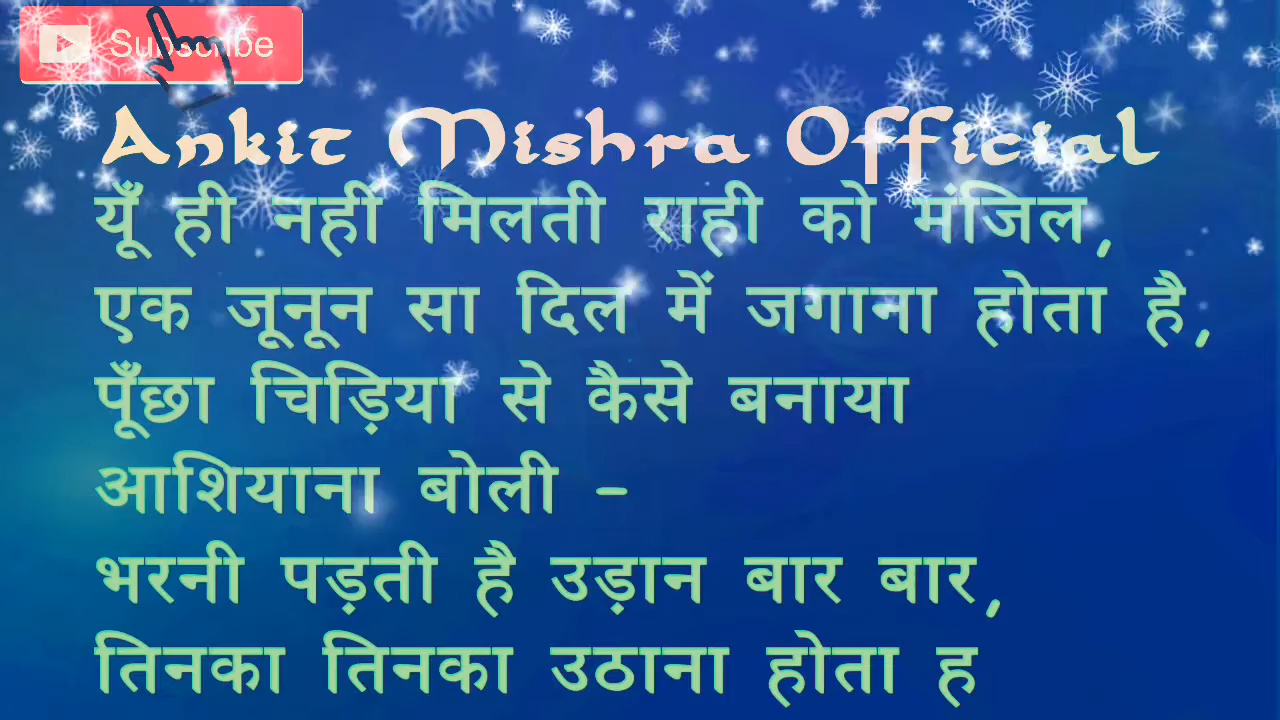 Subscribe
Ankit Mishra Official
यूँ ही नहीं मिलती राही को मंजिल,
एक जूनून सा दिल में जगाना होता है,
पूँछा चिड़िया से कैसे बनाया
आशियाना बोली -
भरनी पड़ती है उड़ान बार बार,
तिनका तिनका उठाना होता ह